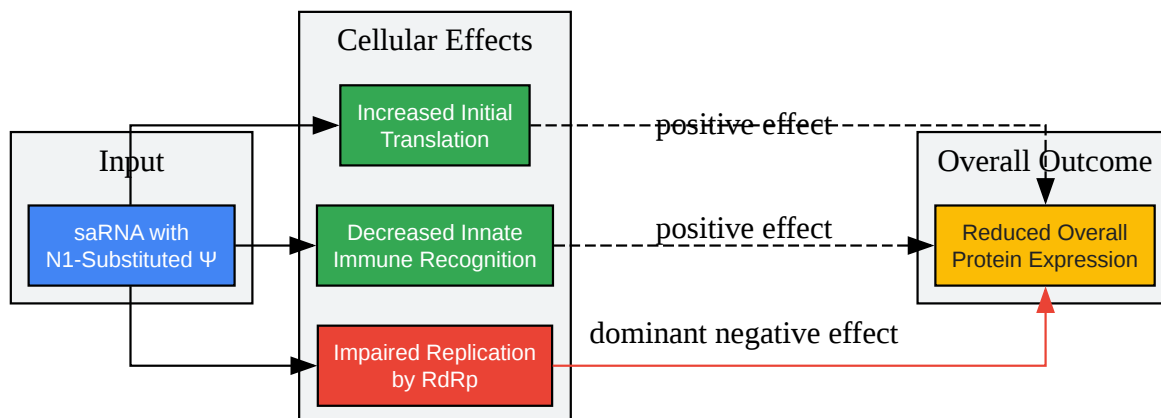 Cellular Effects
Increased Initial
Translation
positive effect
Input
Overall Outcome
saRNA with
N1-Substituted Ψ
Decreased Innate
Immune Recognition
positive effect
Reduced Overall
Protein Expression
Impaired Replication
by RdRp
dominant negative effect